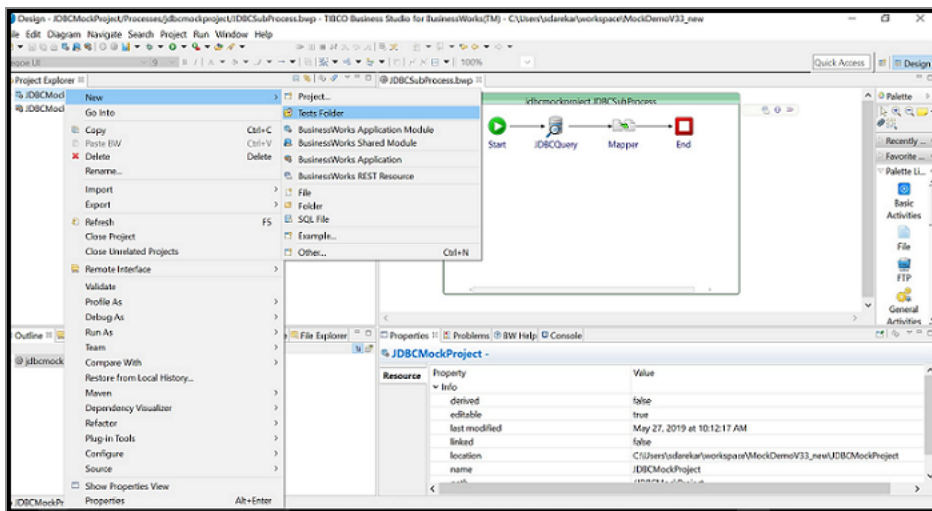 Design - JDBCMockProject/Processes/jdbcmockproject/JDBCSubProcess.bwp - TIBCO Business Studio for BusinessWorks(TM) - C:\Users\sdarekar\workspace\MockDemoV33_new
File Edit Diagram Navigate Search Project Run Window Help
Segoe UI 9 100%
Quick Access Design
Project Explorer
JDBCMod
JDBCMod
New
Go Into
Copy Ctrl+C
Paste BW Ctrl+V
Delete Delete
Rename...
Import
Export
Refresh F5
Close Project
Close Unrelated Projects
Remote Interface
Validate
Profile As
Debug As
Run As
Team
Compare With
Restore from Local History...
Maven
Dependency Visualizer
Refactor
Plug-in Tools
Configure
Source
Show Properties View
Properties Alt+Enter
Project...
Tests Folder
BusinessWorks Application Module
BusinessWorks Shared Module
BusinessWorks Application
BusinessWorks REST Resource
File
Folder
SQL File
Example...
Other... Ctrl+N
JDBCSubProcess.bwp
jdbcmockproject.JDBCSubProcess
Start JDBCQuery Mapper End
Palette
Recently ...
Favorite ...
Palette Li...
Basic
Activities
File
FTP
General
Activities
Outline
jdbcmock
File Explorer
Properties Problems BW Help Console
JDBCMockProject -
Resource
Property Value
Info
derived false
editable true
last modified May 27, 2019 at 10:12:17 AM
linked false
location C:\Users\sdarekar\workspace\MockDemoV33_new\JDBCMockProject
name JDBCMockProject
JDBCMockPr